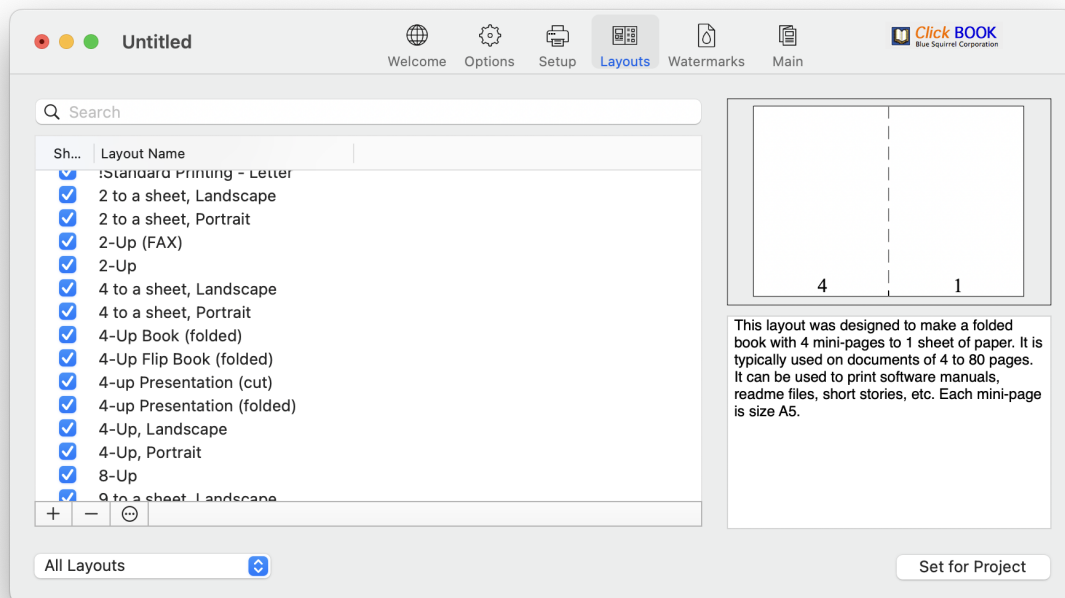 Untitled
Welcome
Options
Setup
Layouts
Watermarks
Main
Click BOOK
Blue Squirrel Corporation
Search
Sh...
Layout Name
!Standard Printing - Letter
2 to a sheet, Landscape
2 to a sheet, Portrait
2-Up (FAX)
2-Up
4 to a sheet, Landscape
4 to a sheet, Portrait
4-Up Book (folded)
4-Up Flip Book (folded)
4-up Presentation (cut)
4-up Presentation (folded)
4-Up, Landscape
4-Up, Portrait
8-Up
9 to a sheet, Landscape
4 1
This layout was designed to make a folded
book with 4 mini-pages to 1 sheet of paper. It is
typically used on documents of 4 to 80 pages.
It can be used to print software manuals,
readme files, short stories, etc. Each mini-page
is size A5.
All Layouts
Set for Project